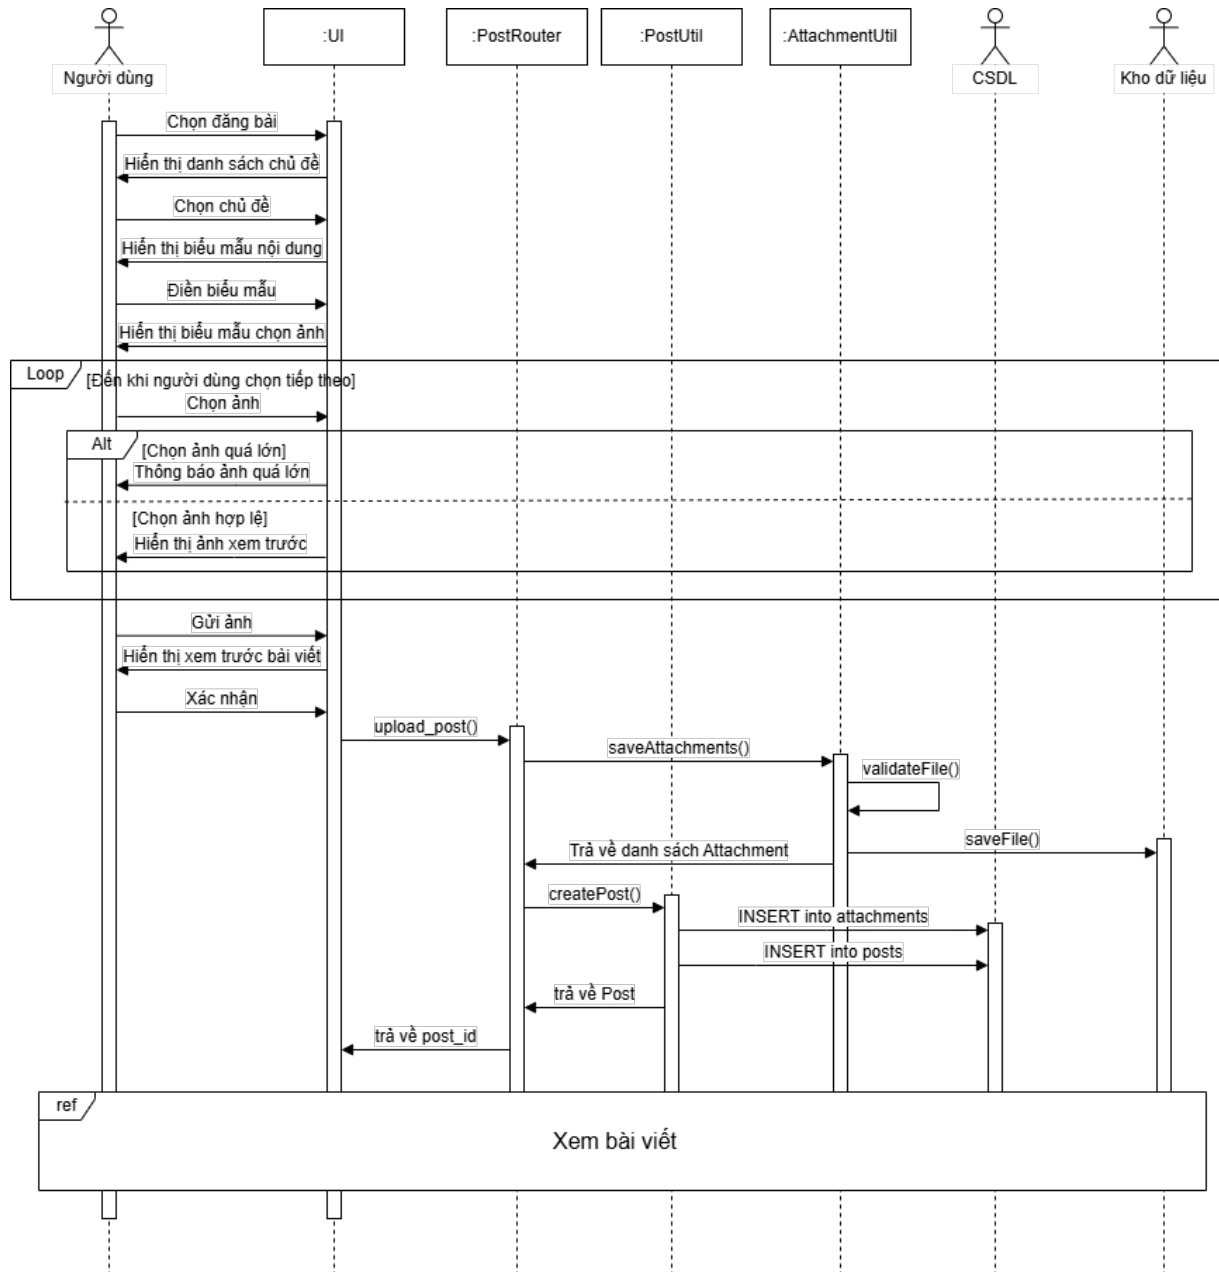 :UI
:PostRouter
:PostUtil
:AttachmentUtil
Người dùng
CSDL
Kho dữ liệu
Chọn đăng bài
Hiển thị danh sách chủ đề
Chọn chủ đề
Hiển thị biểu mẫu nội dung
Điền biểu mẫu
Hiển thị biểu mẫu chọn ảnh
Loop
[Đến khi người dùng chọn tiếp theo]
Chọn ảnh
Alt
[Chọn ảnh quá lớn]
Thông báo ảnh quá lớn
[Chọn ảnh hợp lệ]
Hiển thị ảnh xem trước
Gửi ảnh
Hiển thị xem trước bài viết
Xác nhận
upload_post()
saveAttachments()
validateFile()
saveFile()
Trả về danh sách Attachment
createPost()
INSERT into attachments
INSERT into posts
trả về Post
trả về post_id
ref
Xem bài viết